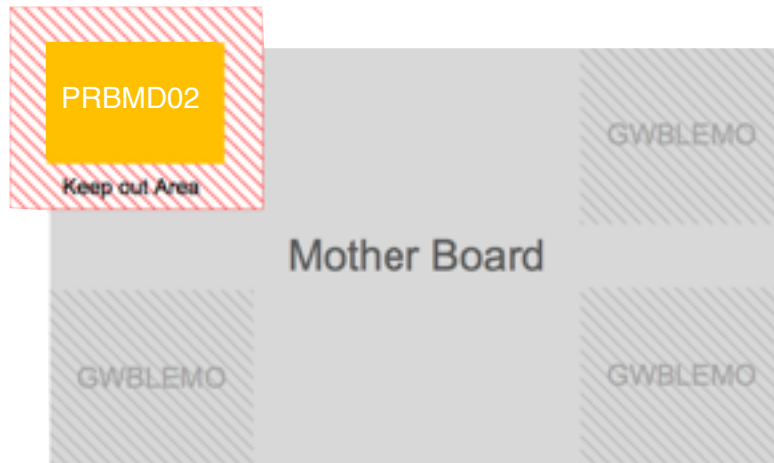 PRBMD02
Keep out Area
GWBLEMO
Mother Board
GWBLEMO
GWBLEMO